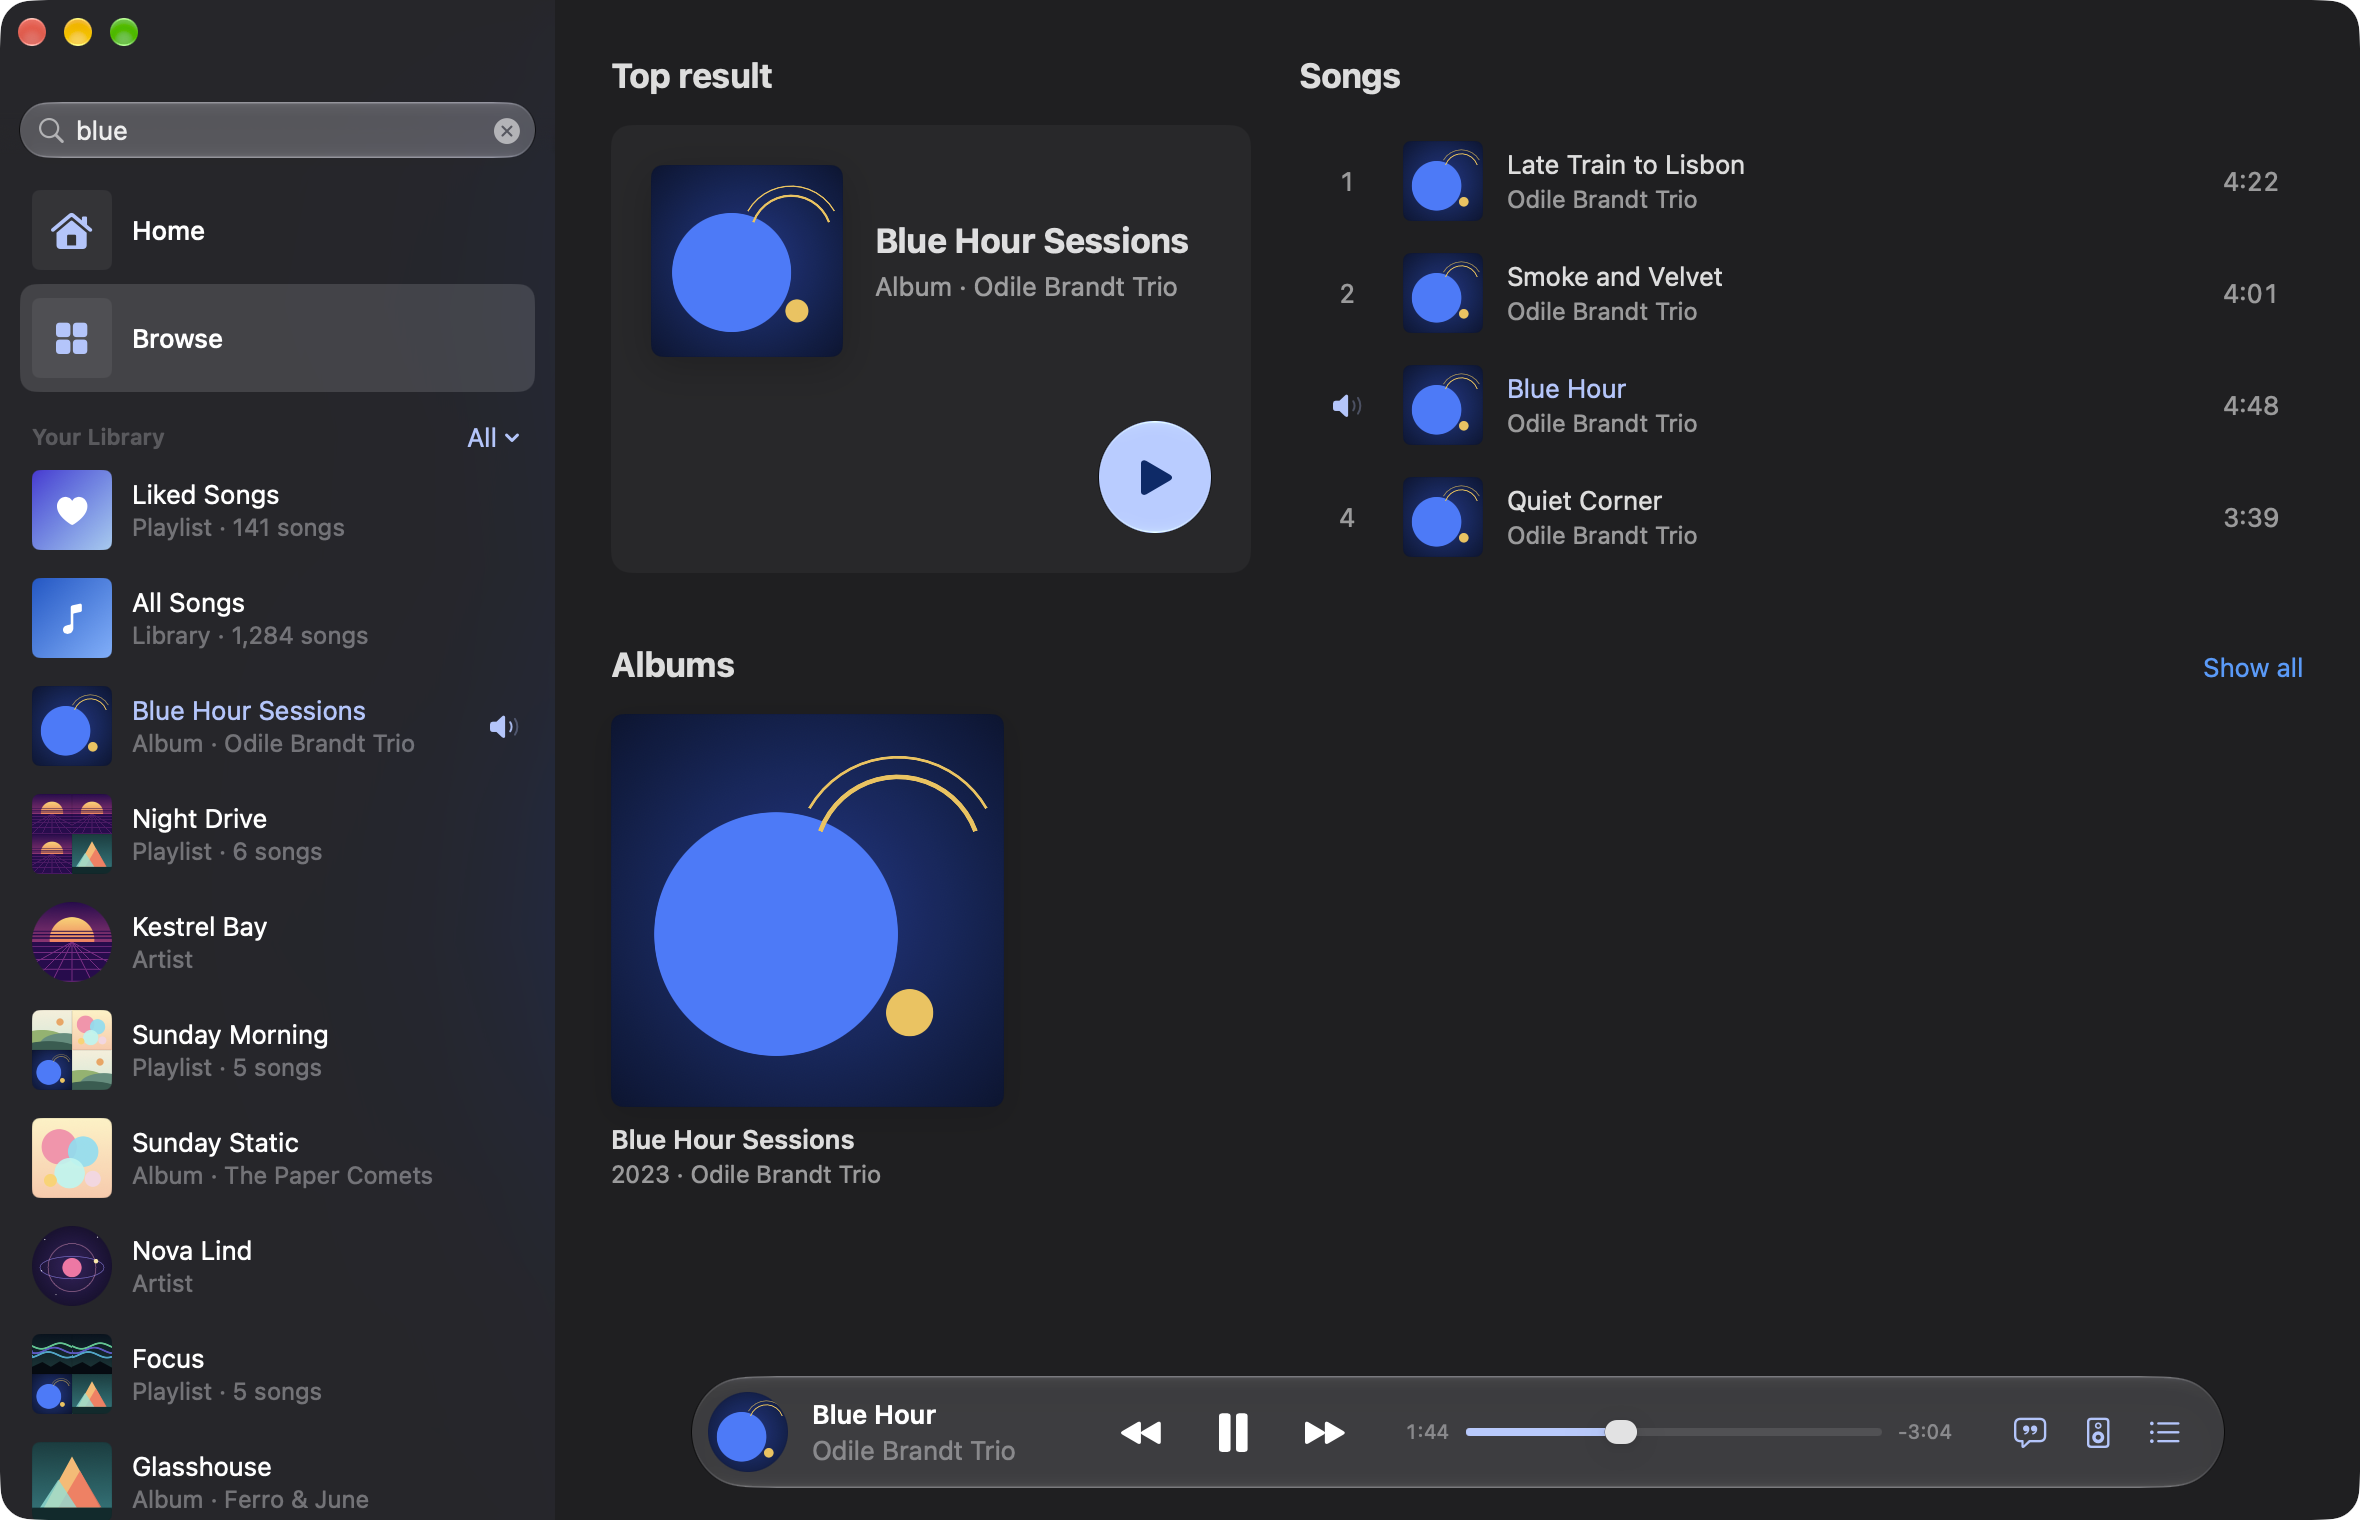 blue
Home
Browse
Your Library
All
Liked Songs
Playlist · 141 songs
All Songs
Library · 1,284 songs
Blue Hour Sessions
Album · Odile Brandt Trio
Night Drive
Playlist · 6 songs
Kestrel Bay
Artist
Sunday Morning
Playlist · 5 songs
Sunday Static
Album · The Paper Comets
Nova Lind
Artist
Focus
Playlist · 5 songs
Glasshouse
Album · Ferro & June
Top result
Blue Hour Sessions
Album · Odile Brandt Trio
Songs
1 Late Train to Lisbon 4:22
Odile Brandt Trio
2 Smoke and Velvet 4:01
Odile Brandt Trio
Blue Hour 4:48
Odile Brandt Trio
4 Quiet Corner 3:39
Odile Brandt Trio
Albums
Show all
Blue Hour Sessions
2023 · Odile Brandt Trio
Blue Hour
Odile Brandt Trio
1:44
-3:04